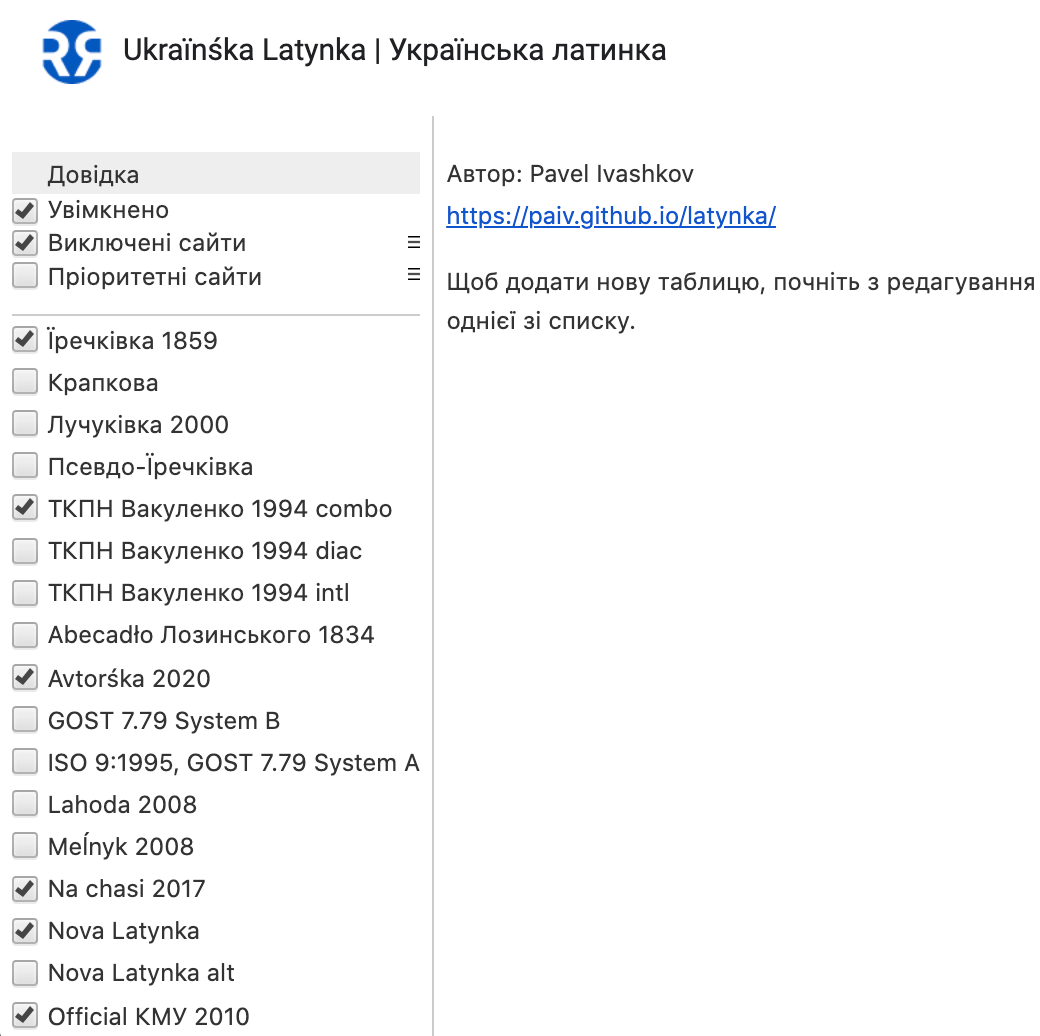 Ukraїnśka Latynka | Українська латинка
Довідка
Увімкнено
Виключені сайти
Пріоритетні сайти
Їречківка 1859
Крапкова
Лучуківка 2000
Псевдо-Їречківка
ТКПН Вакуленко 1994 combo
ТКПН Вакуленко 1994 diac
ТКПН Вакуленко 1994 intl
Abecadło Лозинського 1834
Avtorśka 2020
GOST 7.79 System B
ISO 9:1995, GOST 7.79 System A
Lahoda 2008
Meĺnyk 2008
Na chasi 2017
Nova Latynka
Nova Latynka alt
Official КМУ 2010
Автор: Pavel Ivashkov
https://paiv.github.io/latynka/
Щоб додати нову таблицю, почніть з редагування
однієї зі списку.